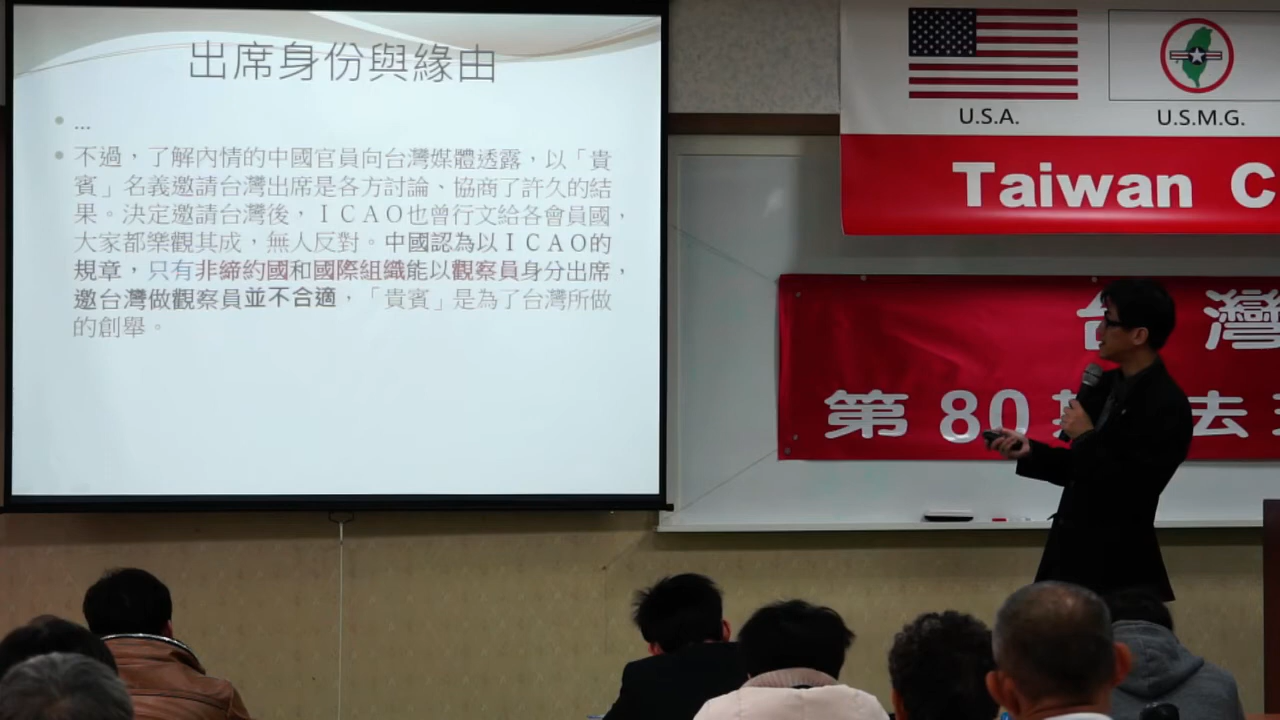 出席身份與緣由
...
不過，了解內情的中國官員向台灣媒體透露，以「貴
賓」名義邀請台灣出席是各方討論、協商了許久的結
果。決定邀請台灣後，ＩＣＡＯ也曾行文給各會員國，
大家都樂觀其成，無人反對。中國認為以ＩＣＡＯ的
規章，只有非締約國和國際組織能以觀察員身分出席，
邀台灣做觀察員並不合適，「貴賓」是為了台灣所做
的創舉。
U.S.A.
U.S.M.G.
Taiwan C
台灣
第80期 去